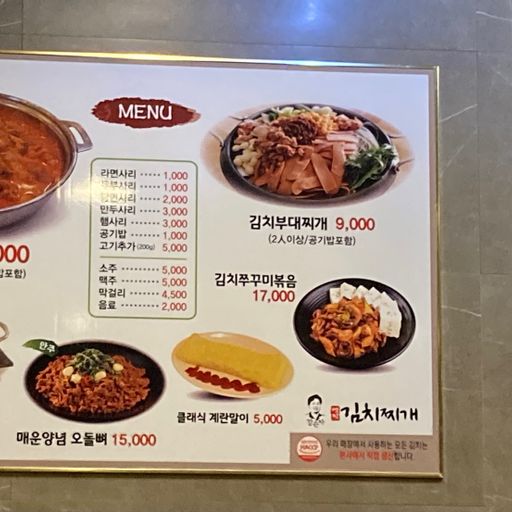 MENU
라면사리 ······ 1,000
1,000
당면사리 ······ 2,000
만두사리 ······ 3,000
햄사리 ······ 3,000
공기밥 ······ 1,000
고기추가 (200g) 5,000
소주 ······ 5,000
맥주 ······ 5,000
막걸리 ······ 4,500
음료 ······ 2,000
김치부대찌개 9,000
(2인이상/공기밥포함)
000
밥포함)
김치쭈꾸미볶음
17,000
안주
매운양념 오돌뼈 15,000
클래식 계란말이 5,000
김치찌개
HACCP
우리 매장에서 사용하는 모든 김치는
본사에서 직접 생산합니다.